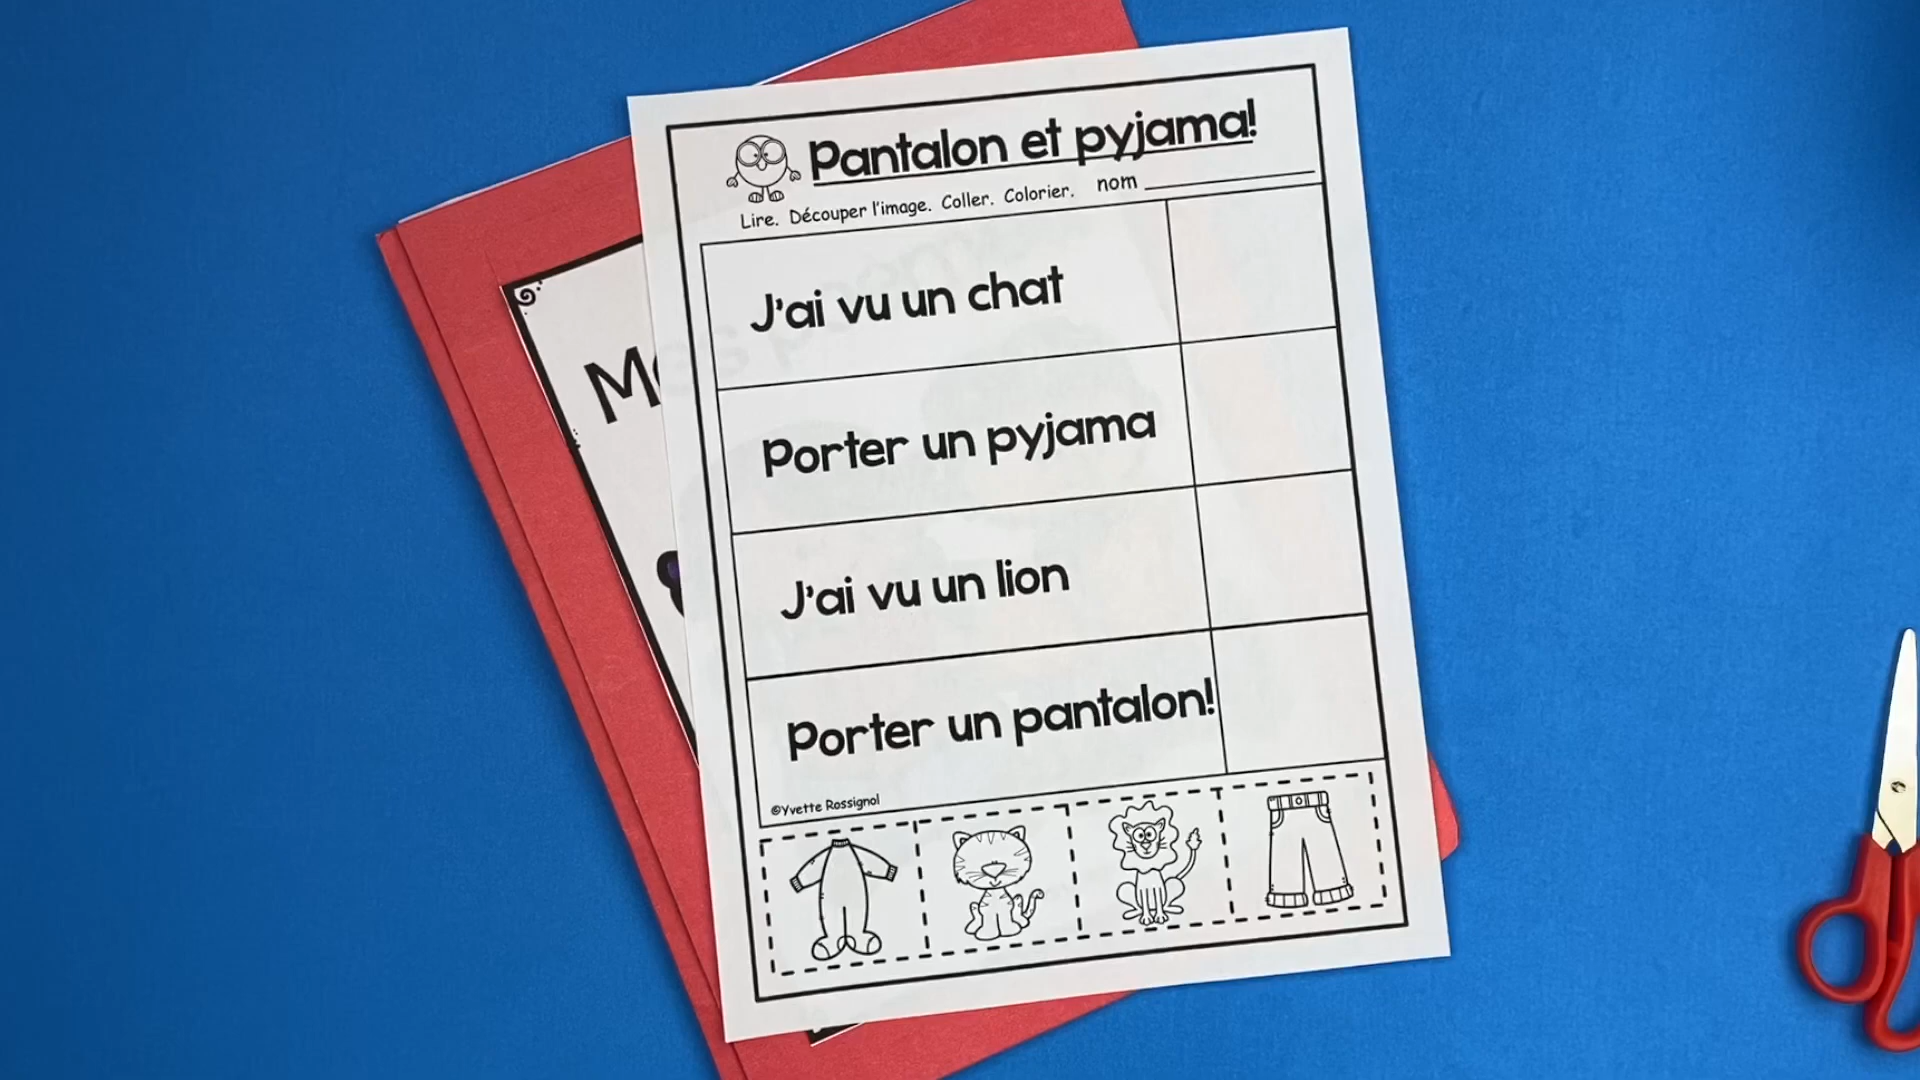 Pantalon et pyjama!
Lire. Découper l'image. Coller. Colorier. nom
J'ai vu un chat
Porter un pyjama
J'ai vu un lion
Porter un pantalon!
©Yvette Rossignol